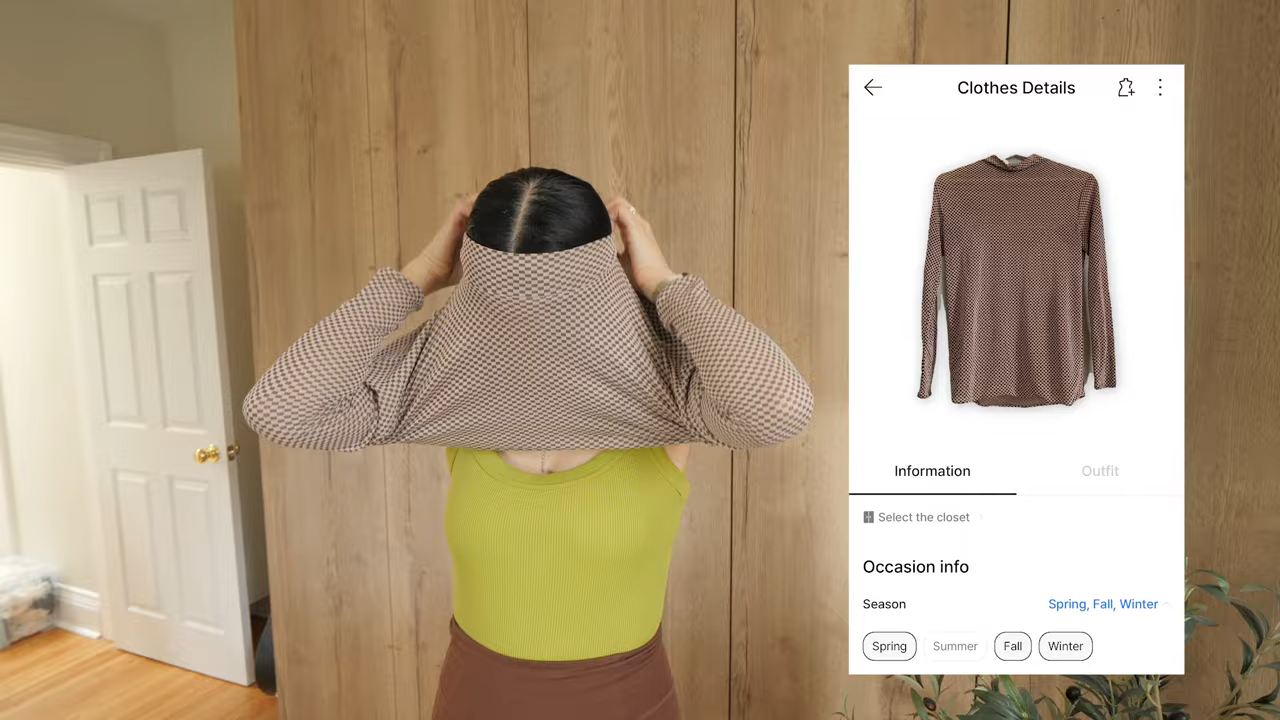 Clothes Details
Information Outfit
Select the closet
Occasion info
Season Spring, Fall, Winter
Spring Summer Fall Winter